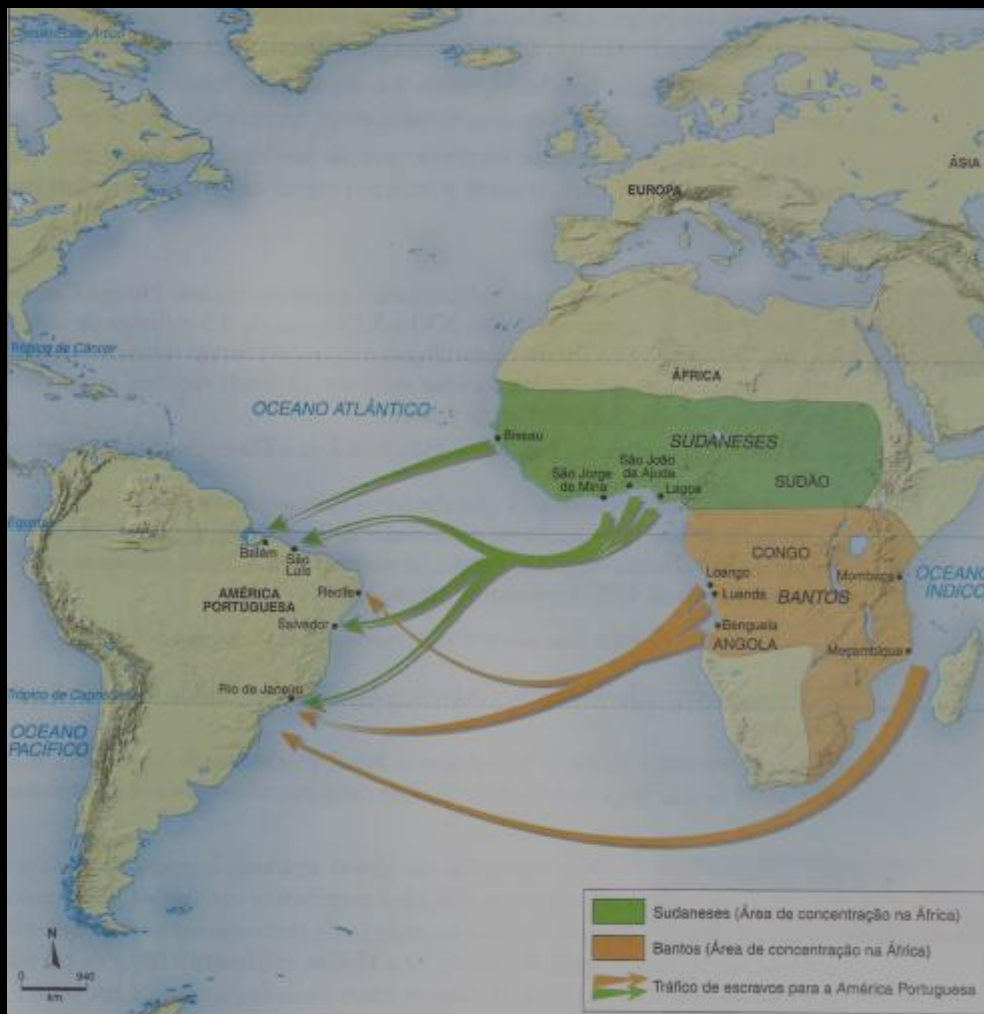 Círculo Polar Ártico
ÁSIA
EUROPA
Trópico de Câncer
ÁFRICA
OCEANO ATLÂNTICO
Bissau
SUDANESES
São João
da Ajuda
São Jorge
de Mina
Lagos
SUDÃO
Equador
Belém
São
Luís
CONGO
Loango
Mombaça
OCEANO
ÍNDICO
AMÉRICA
PORTUGUESA
Recife
Luanda
BANTOS
Salvador
Benguela
ANGOLA
Moçambique
Rio de Janeiro
Trópico de Capricórnio
OCEANO
PACÍFICO
Sudaneses (Área de concentração na África)
Bantos (Área de concentração na África)
Tráfico de escravos para a América Portuguesa
N
0 940
km